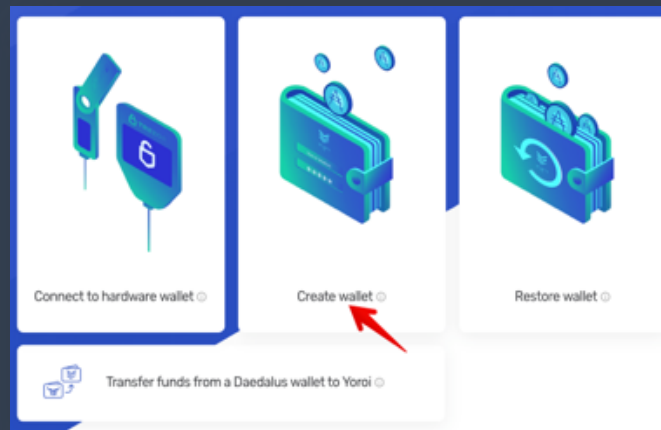 Connect to hardware wallet
Create wallet
Restore wallet
Transfer funds from a Daedalus wallet to Yoroi